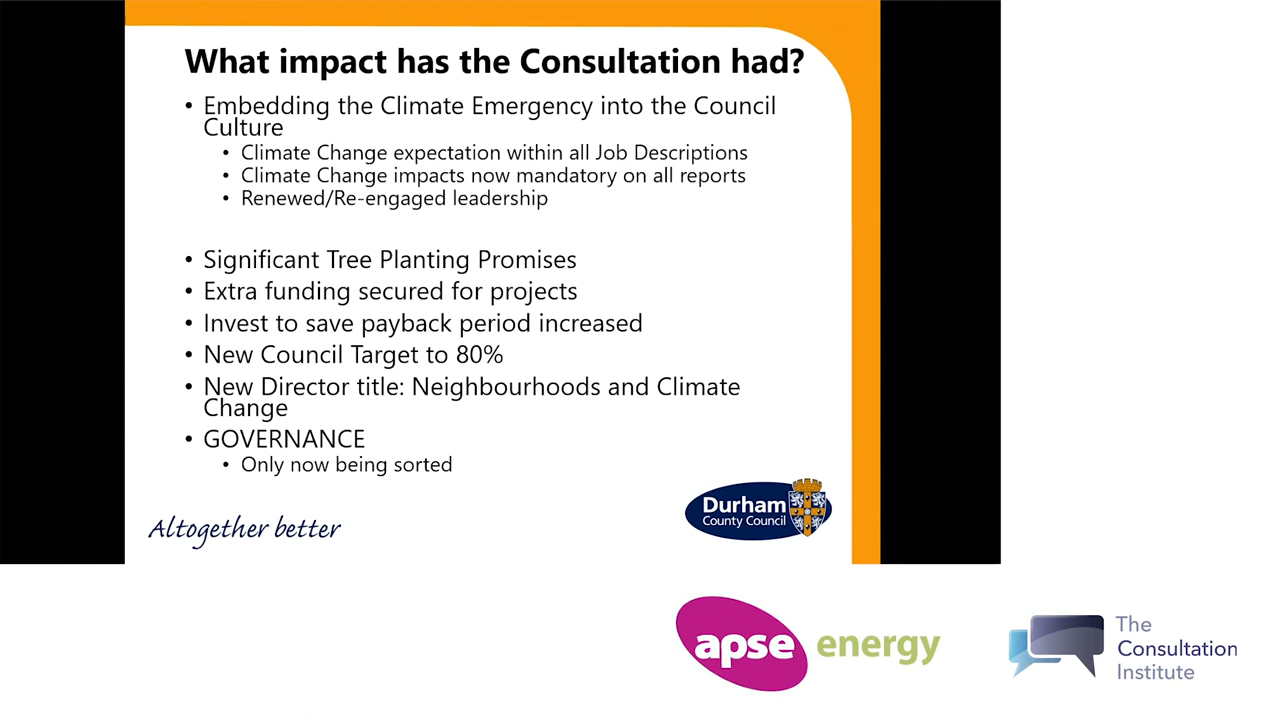 What impact has the Consultation had?
• Embedding the Climate Emergency into the Council
Culture
• Climate Change expectation within all Job Descriptions
• Climate Change impacts now mandatory on all reports
• Renewed/Re-engaged leadership
• Significant Tree Planting Promises
• Extra funding secured for projects
• Invest to save payback period increased
• New Council Target to 80%
• New Director title: Neighbourhoods and Climate
Change
• GOVERNANCE
• Only now being sorted
Altogether better
Durham
County Council
apse energy
The
Consultation
Institute